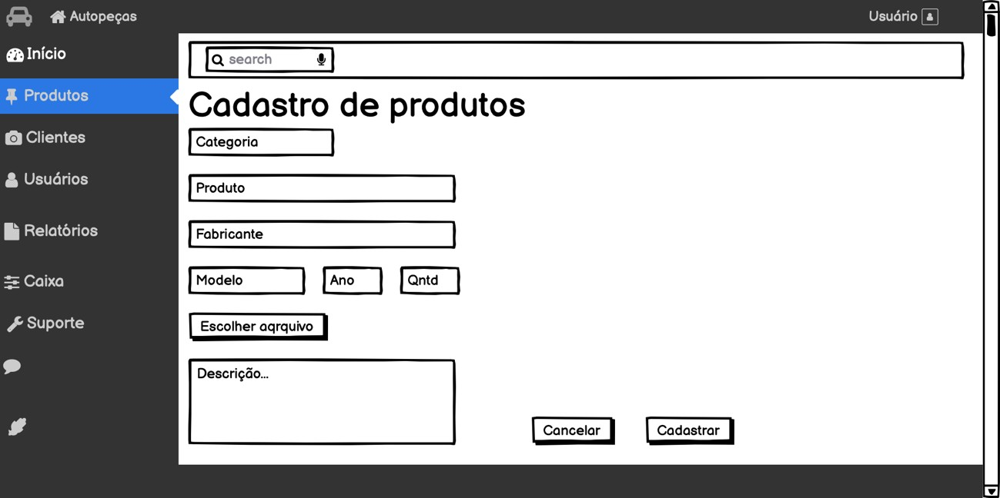 Autopeças
Usuário
Início
Produtos
Clientes
Usuários
Relatórios
Caixa
Suporte
search
Cadastro de produtos
Categoria
Produto
Fabricante
Modelo Ano Qntd
Escolher aqrquivo
Descrição...
Cancelar Cadastrar